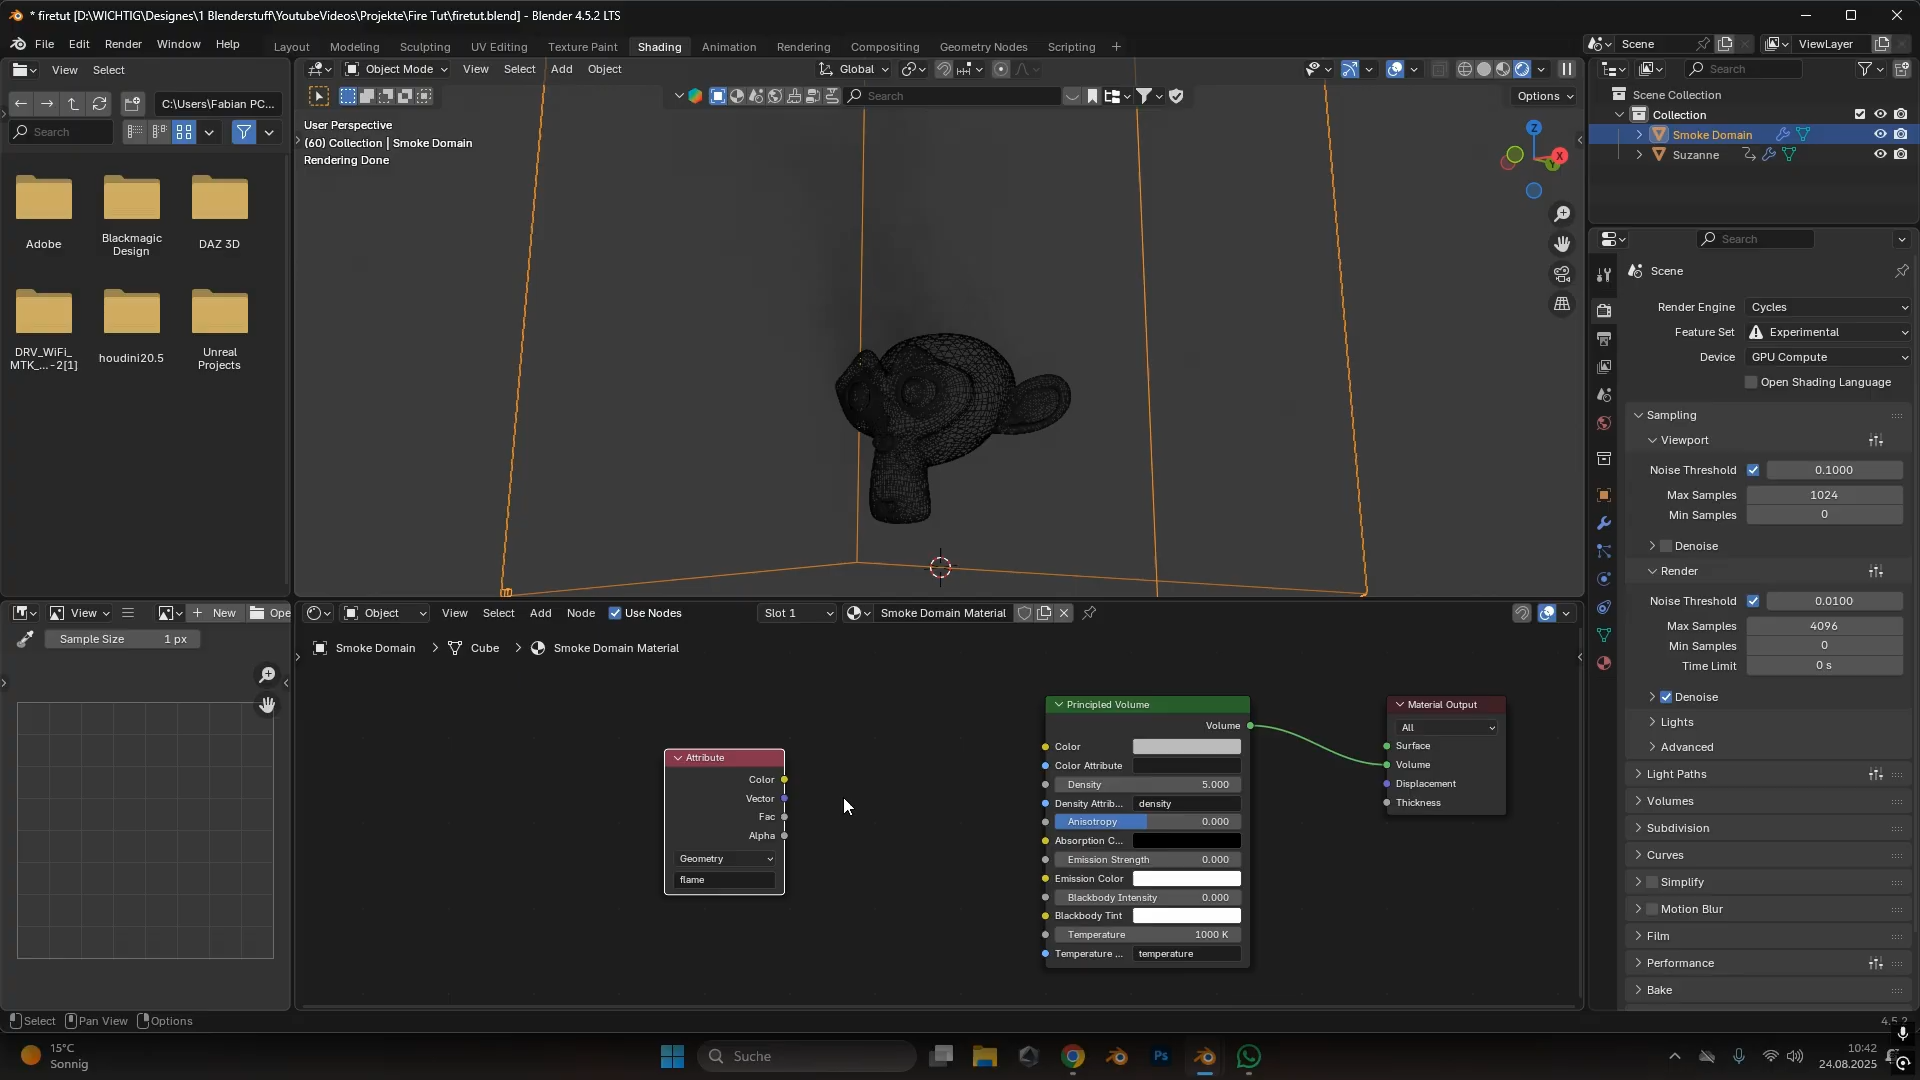 * firetut [D:\WICHTIG\Designes\1 Blenderstuff\YoutubeVideos\Projekte\Fire Tut\firetut.blend] - Blender 4.5.2 LTS
File Edit Render Window Help
Layout Modeling Sculpting UV Editing Texture Paint Shading Animation Rendering Compositing Geometry Nodes Scripting +
Scene
ViewLayer
View Select
Object Mode View Select Add Object
Global
Search
C:\Users\Fabian PC...
Search
Search
Options
User Perspective
(60) Collection | Smoke Domain
Rendering Done
Z
X
Y
Adobe
Blackmagic
Design
DAZ 3D
DRV_WiFi_
MTK_...-2[1]
houdini20.5
Unreal
Projects
Scene Collection
Collection
Smoke Domain
Suzanne
Search
Scene
Render Engine Cycles
Feature Set Experimental
Device GPU Compute
Open Shading Language
Sampling
Viewport
Noise Threshold 0.1000
Max Samples 1024
Min Samples 0
Denoise
Render
Noise Threshold 0.0100
Max Samples 4096
Min Samples 0
Time Limit 0 s
Denoise
Lights
Advanced
Light Paths
Volumes
Subdivision
Curves
Simplify
Motion Blur
Film
Performance
Bake
View
New
Ope
Sample Size 1 px
Object View Select Add Node Use Nodes Slot 1 Smoke Domain Material
Smoke Domain > Cube > Smoke Domain Material
Attribute
Color
Vector
Fac
Alpha
Geometry
flame
Principled Volume
Volume
Color
Color Attribute
Density 5.000
Density Attrib... density
Anisotropy 0.000
Absorption C...
Emission Strength 0.000
Emission Color
Blackbody Intensity 0.000
Blackbody Tint
Temperature 1000 K
Temperature ... temperature
Material Output
All
Surface
Volume
Displacement
Thickness
Select Pan View Options
4.5.2
15°C
Sonnig
Suche
Ps
10:42
24.08.2025